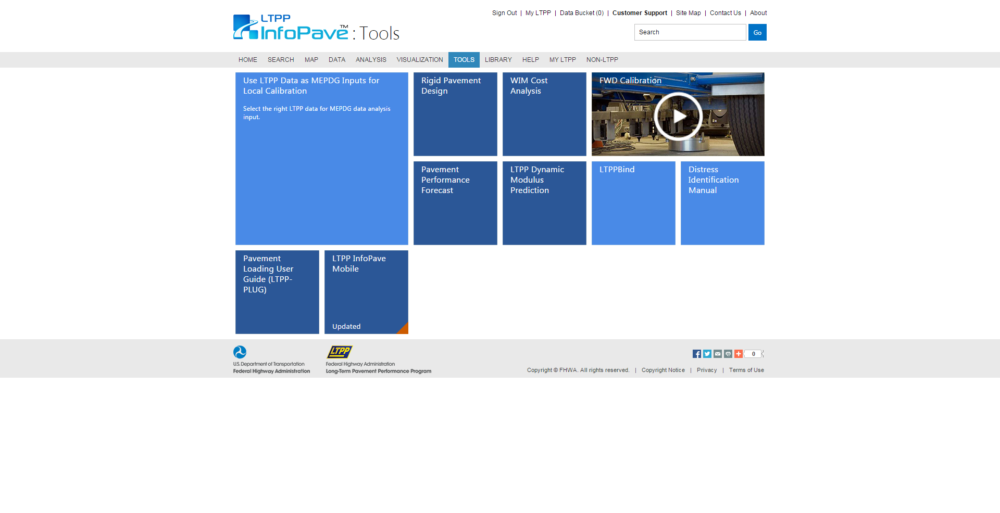 Sign Out | My LTPP | Data Bucket (0) | Customer Support | Site Map | Contact Us | About
LTPP
InfoPave™ : Tools
Search
Go
HOME SEARCH MAP DATA ANALYSIS VISUALIZATION TOOLS LIBRARY HELP MY LTPP NON-LTPP
Use LTPP Data as MEPDG Inputs for
Local Calibration
Select the right LTPP data for MEPDG data analysis
input.
Rigid Pavement
Design
WIM Cost
Analysis
FWD Calibration
Pavement
Performance
Forecast
LTPP Dynamic
Modulus
Prediction
LTPPBind
Distress
Identification
Manual
Pavement
Loading User
Guide (LTPP-
PLUG)
LTPP InfoPave
Mobile
Updated
U.S. Department of Transportation
Federal Highway Administration
LTPP
Federal Highway Administration
Long-Term Pavement Performance Program
0
Copyright © FHWA. All rights reserved. | Copyright Notice | Privacy | Terms of Use